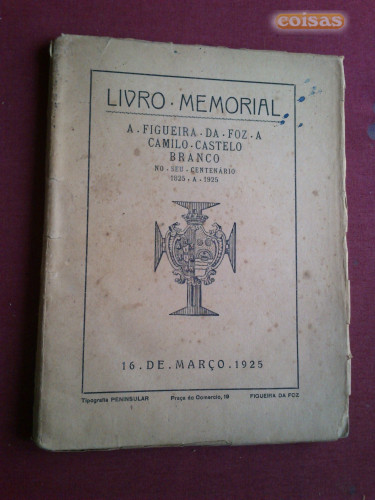 coisas
LIVRO · MEMORIAL
A · FIGUEIRA · DA · FOZ · A
CAMILO · CASTELO
BRANCO
NO · SEU · CENTENÁRIO
1825 · A · 1925
16 · DE · MARÇO · 1925
Tipografia PENINSULAR Praça do Comercio, 19 FIGUEIRA DA FOZ